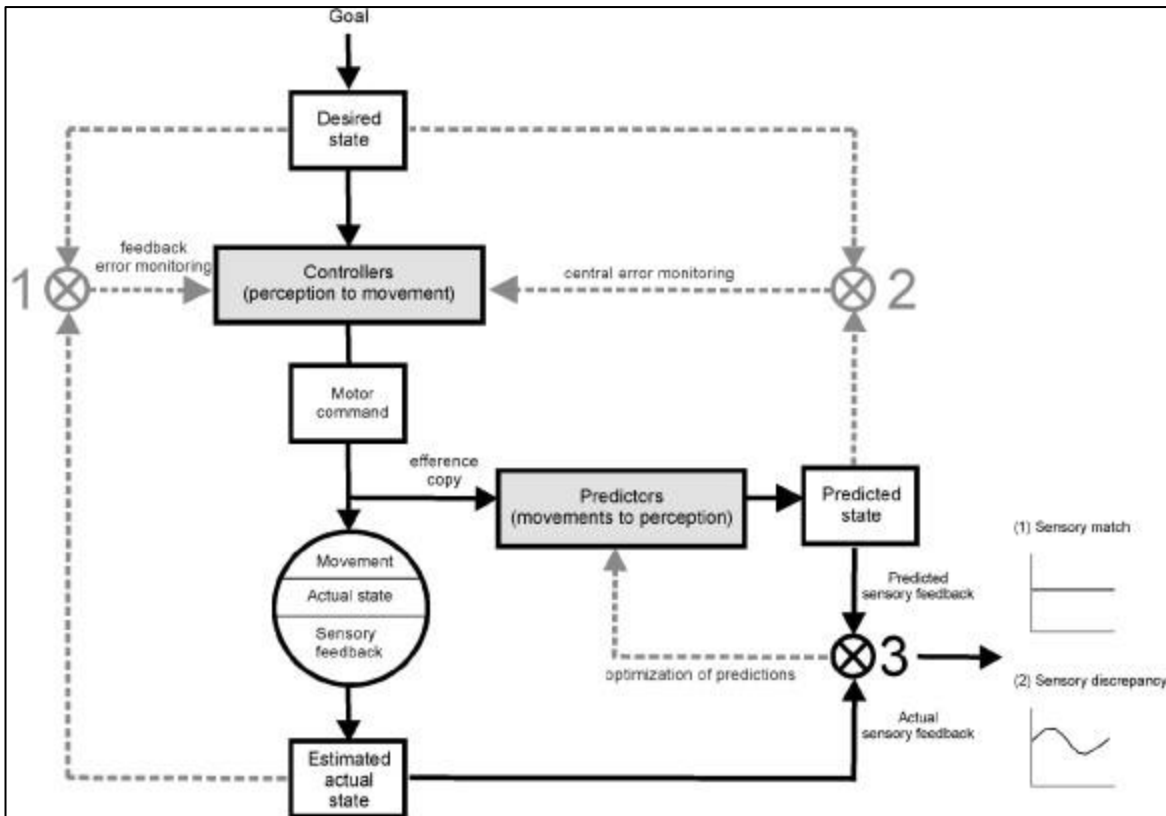 Goal
Desired
state
feedback
error monitoring
1
Controllers
(perception to movement)
central error monitoring
2
Motor
command
efference
copy
Predictors
(movements to perception)
Predicted
state
(1) Sensory match
Movement
Actual state
Sensory
feedback
Predicted
sensory feedback
3
optimization of predictions
(2) Sensory discrepancy
Actual
sensory feedback
Estimated
actual
state